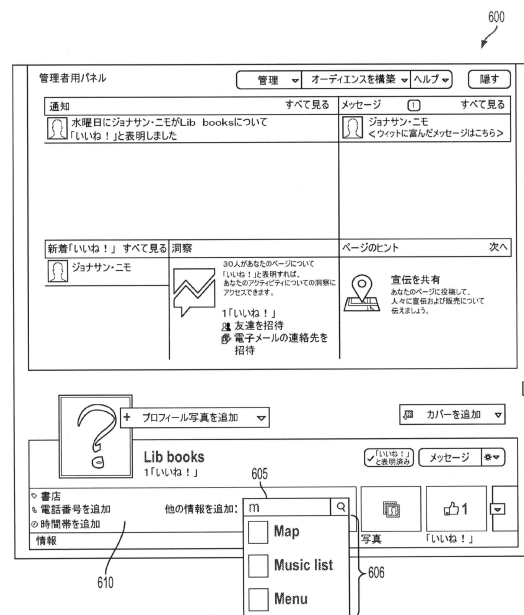 600
管理者用パネル
管理
オーディエンスを構築
ヘルプ
隠す
通知
すべて見る
メッセージ
1
すべて見る
水曜日にジョナサン・ニモがLib booksについて
「いいね!」と表明しました
ジョナサン・ニモ
<ウィットに富んだメッセージはこちら>
新着「いいね!」 すべて見る
洞察
ページのヒント
次へ
ジョナサン・ニモ
30人があなたのページについて
「いいね!」と表明すれば、
あなたのアクティビティについての洞察に
アクセスできます。
1「いいね!」
友達を招待
電子メールの連絡先を
招待
宣伝を共有
あなたのページに投稿して、
人々に宣伝および販売について
伝えましょう。
?
+ プロフィール写真を追加
カバーを追加
Lib books
1「いいね!」
「いいね!」
と表明済み
メッセージ
605
書店
電話番号を追加
時間帯を追加
他の情報を追加:
m
1
情報
写真
「いいね!」
Map
Music list
Menu
606
610